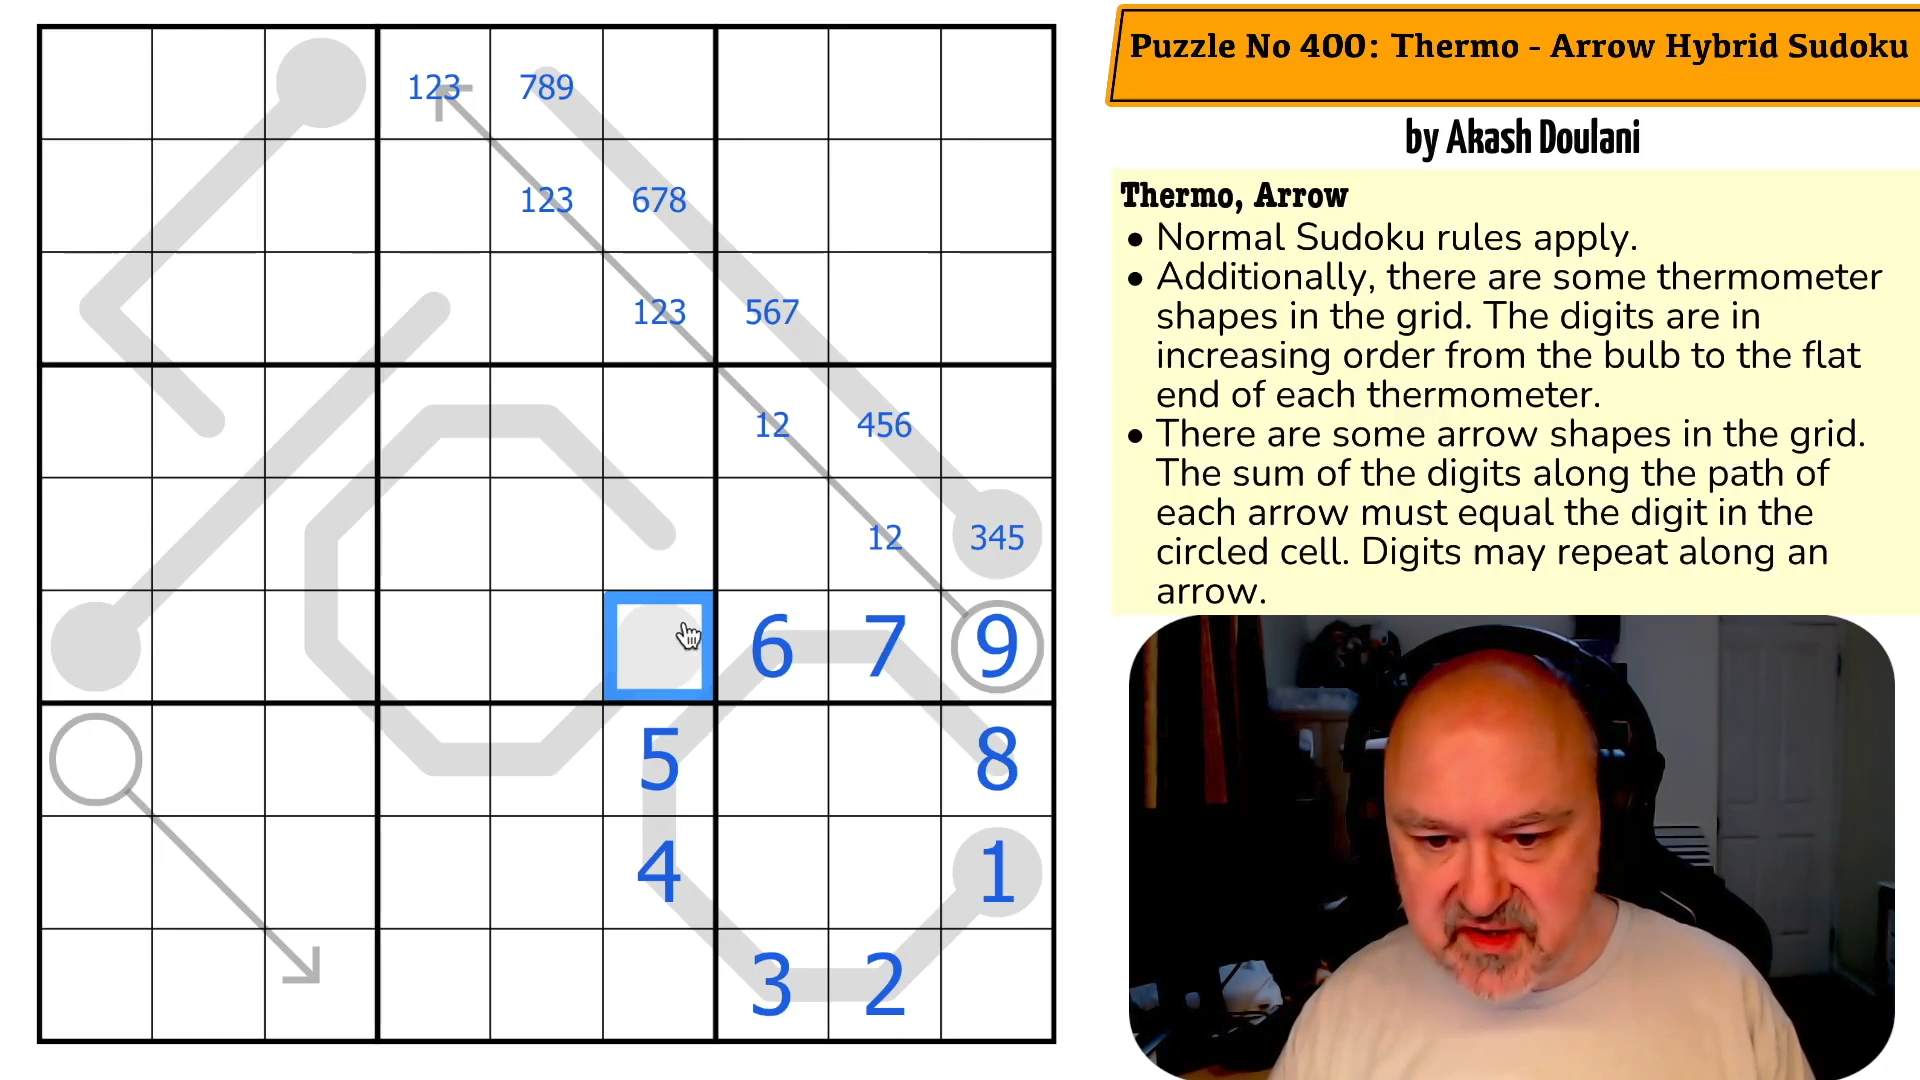 Puzzle No 400: Thermo - Arrow Hybrid Sudoku
by Akash Doulani
Thermo, Arrow
• Normal Sudoku rules apply.
• Additionally, there are some thermometer
shapes in the grid. The digits are in
increasing order from the bulb to the flat
end of each thermometer.
• There are some arrow shapes in the grid.
The sum of the digits along the path of
each arrow must equal the digit in the
circled cell. Digits may repeat along an
arrow.
123 789
123 678
123 567
12 456
12 345
6 7 9
5 8
4 1
3 2